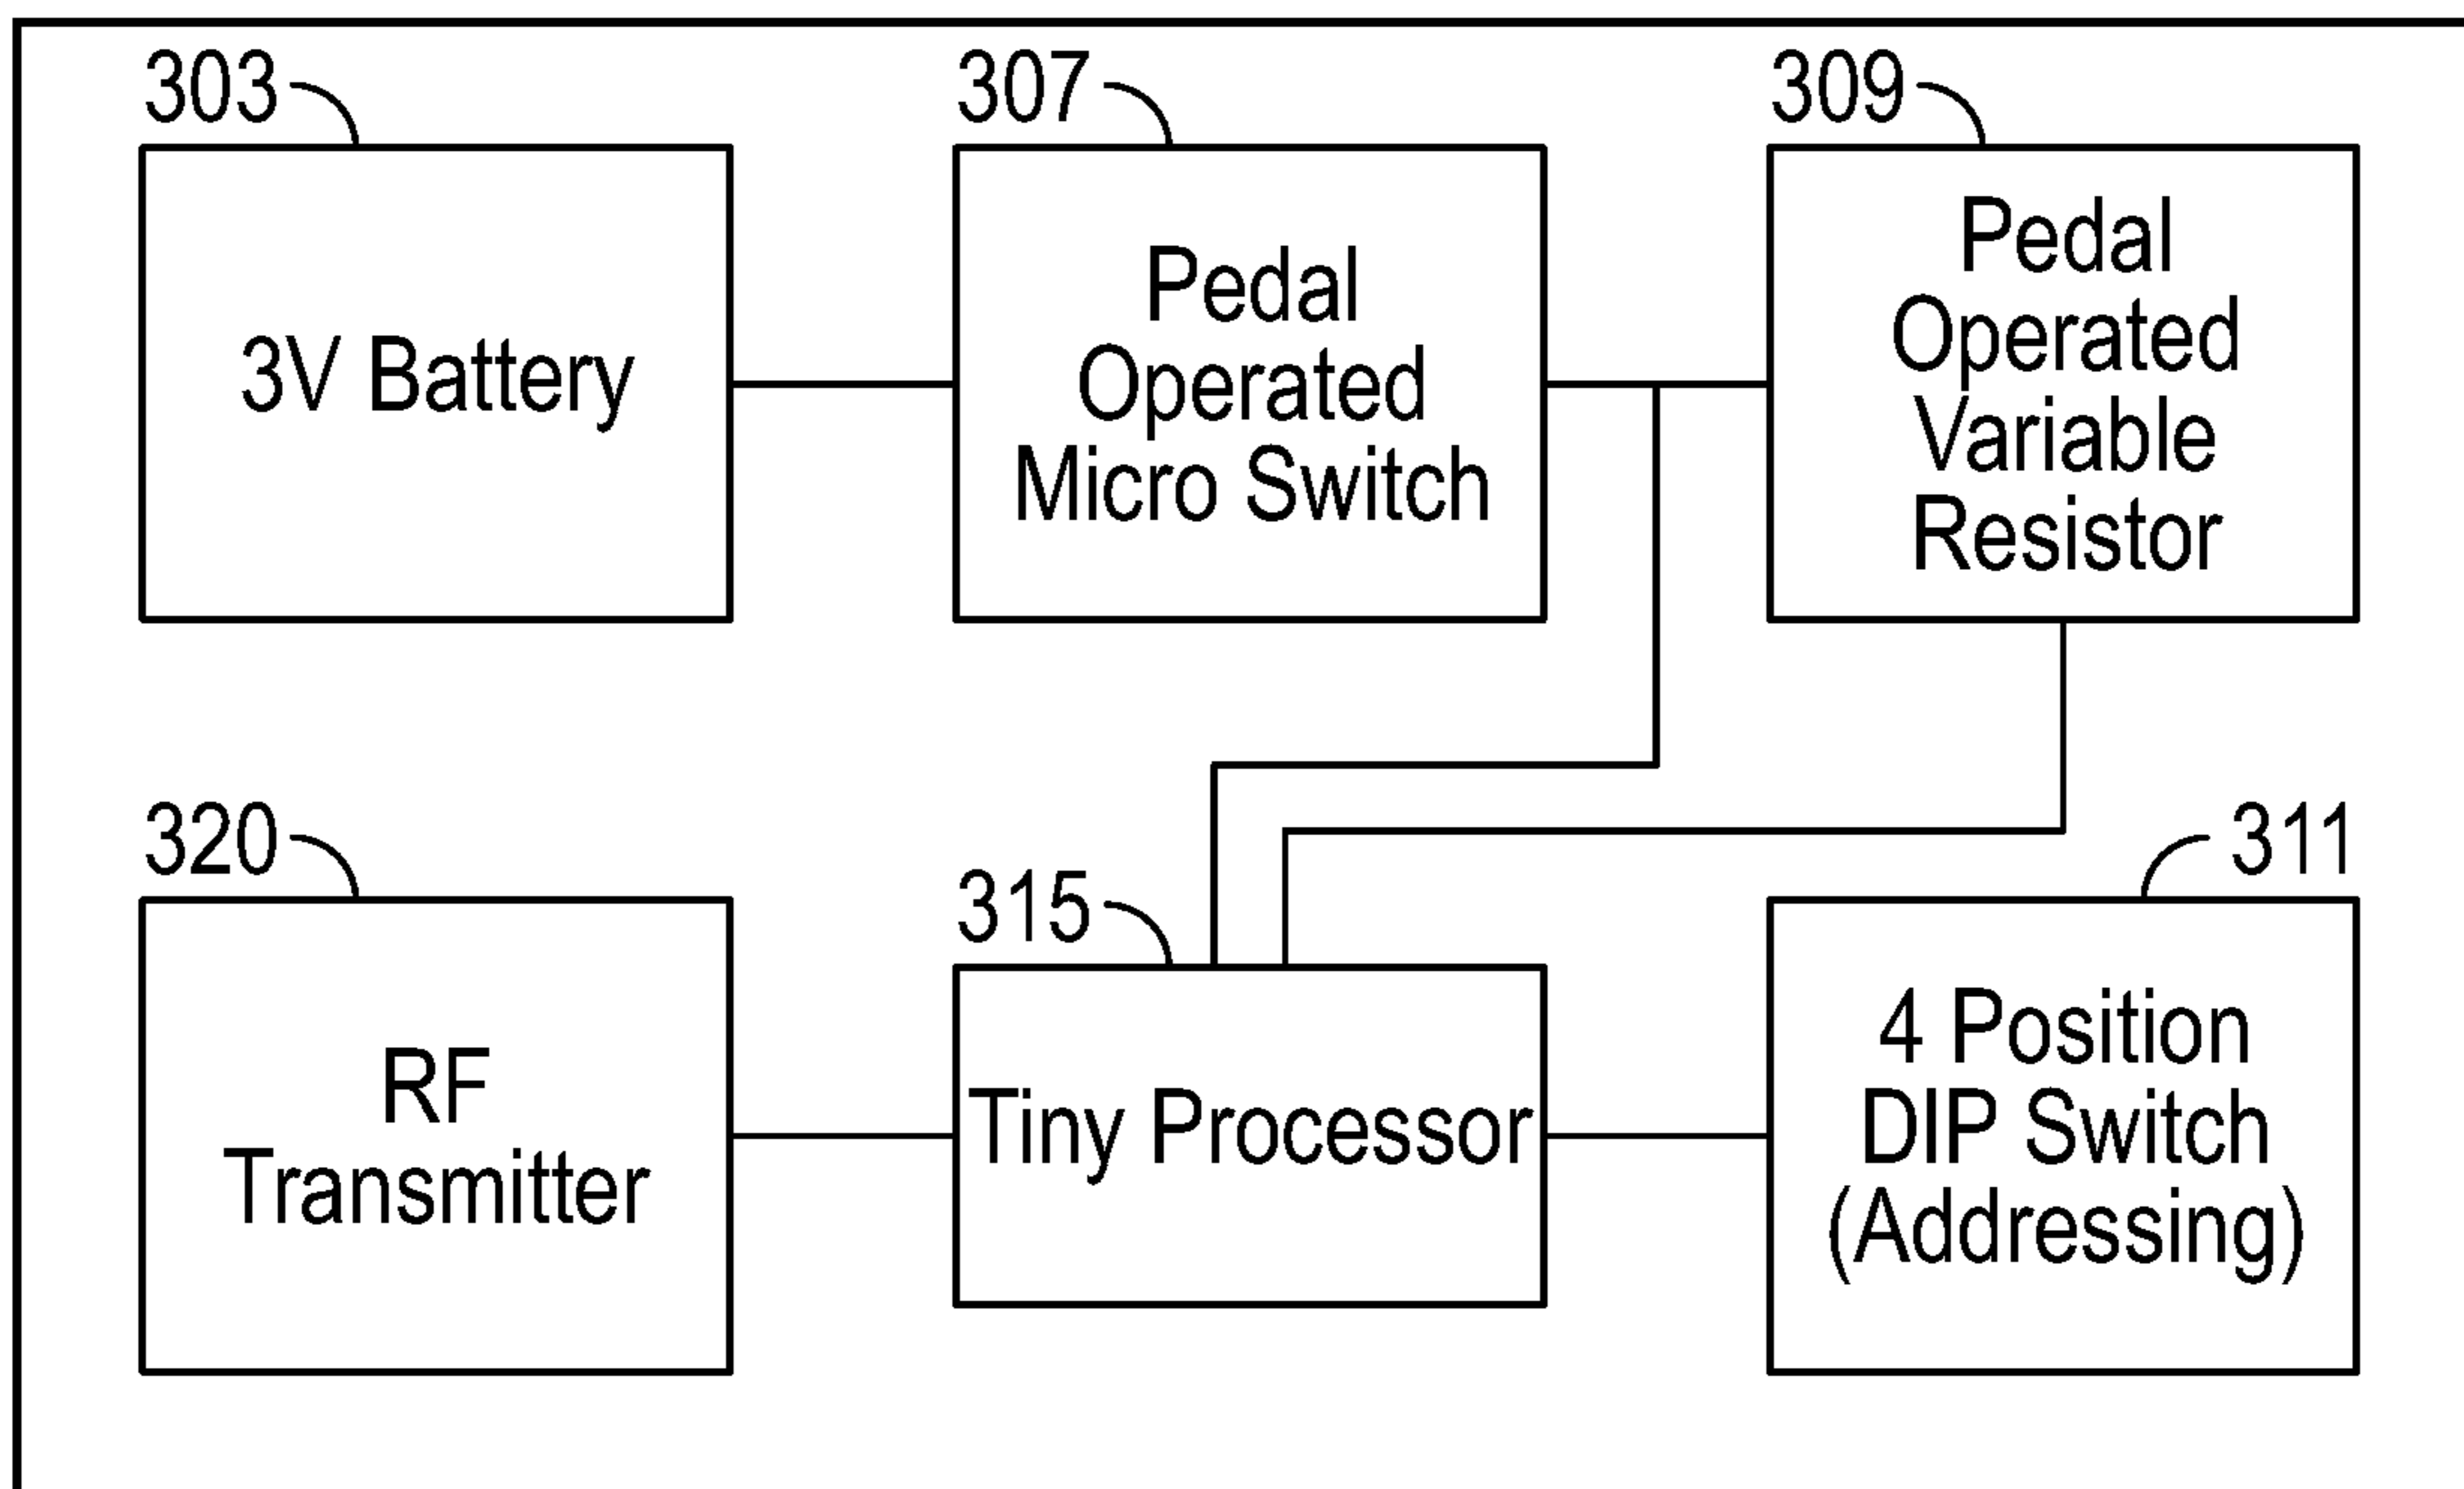 303
307
309
3V Battery
Pedal
Operated
Micro Switch
Pedal
Operated
Variable
Resistor
320
315
311
RF
Transmitter
Tiny Processor
4 Position
DIP Switch
(Addressing)